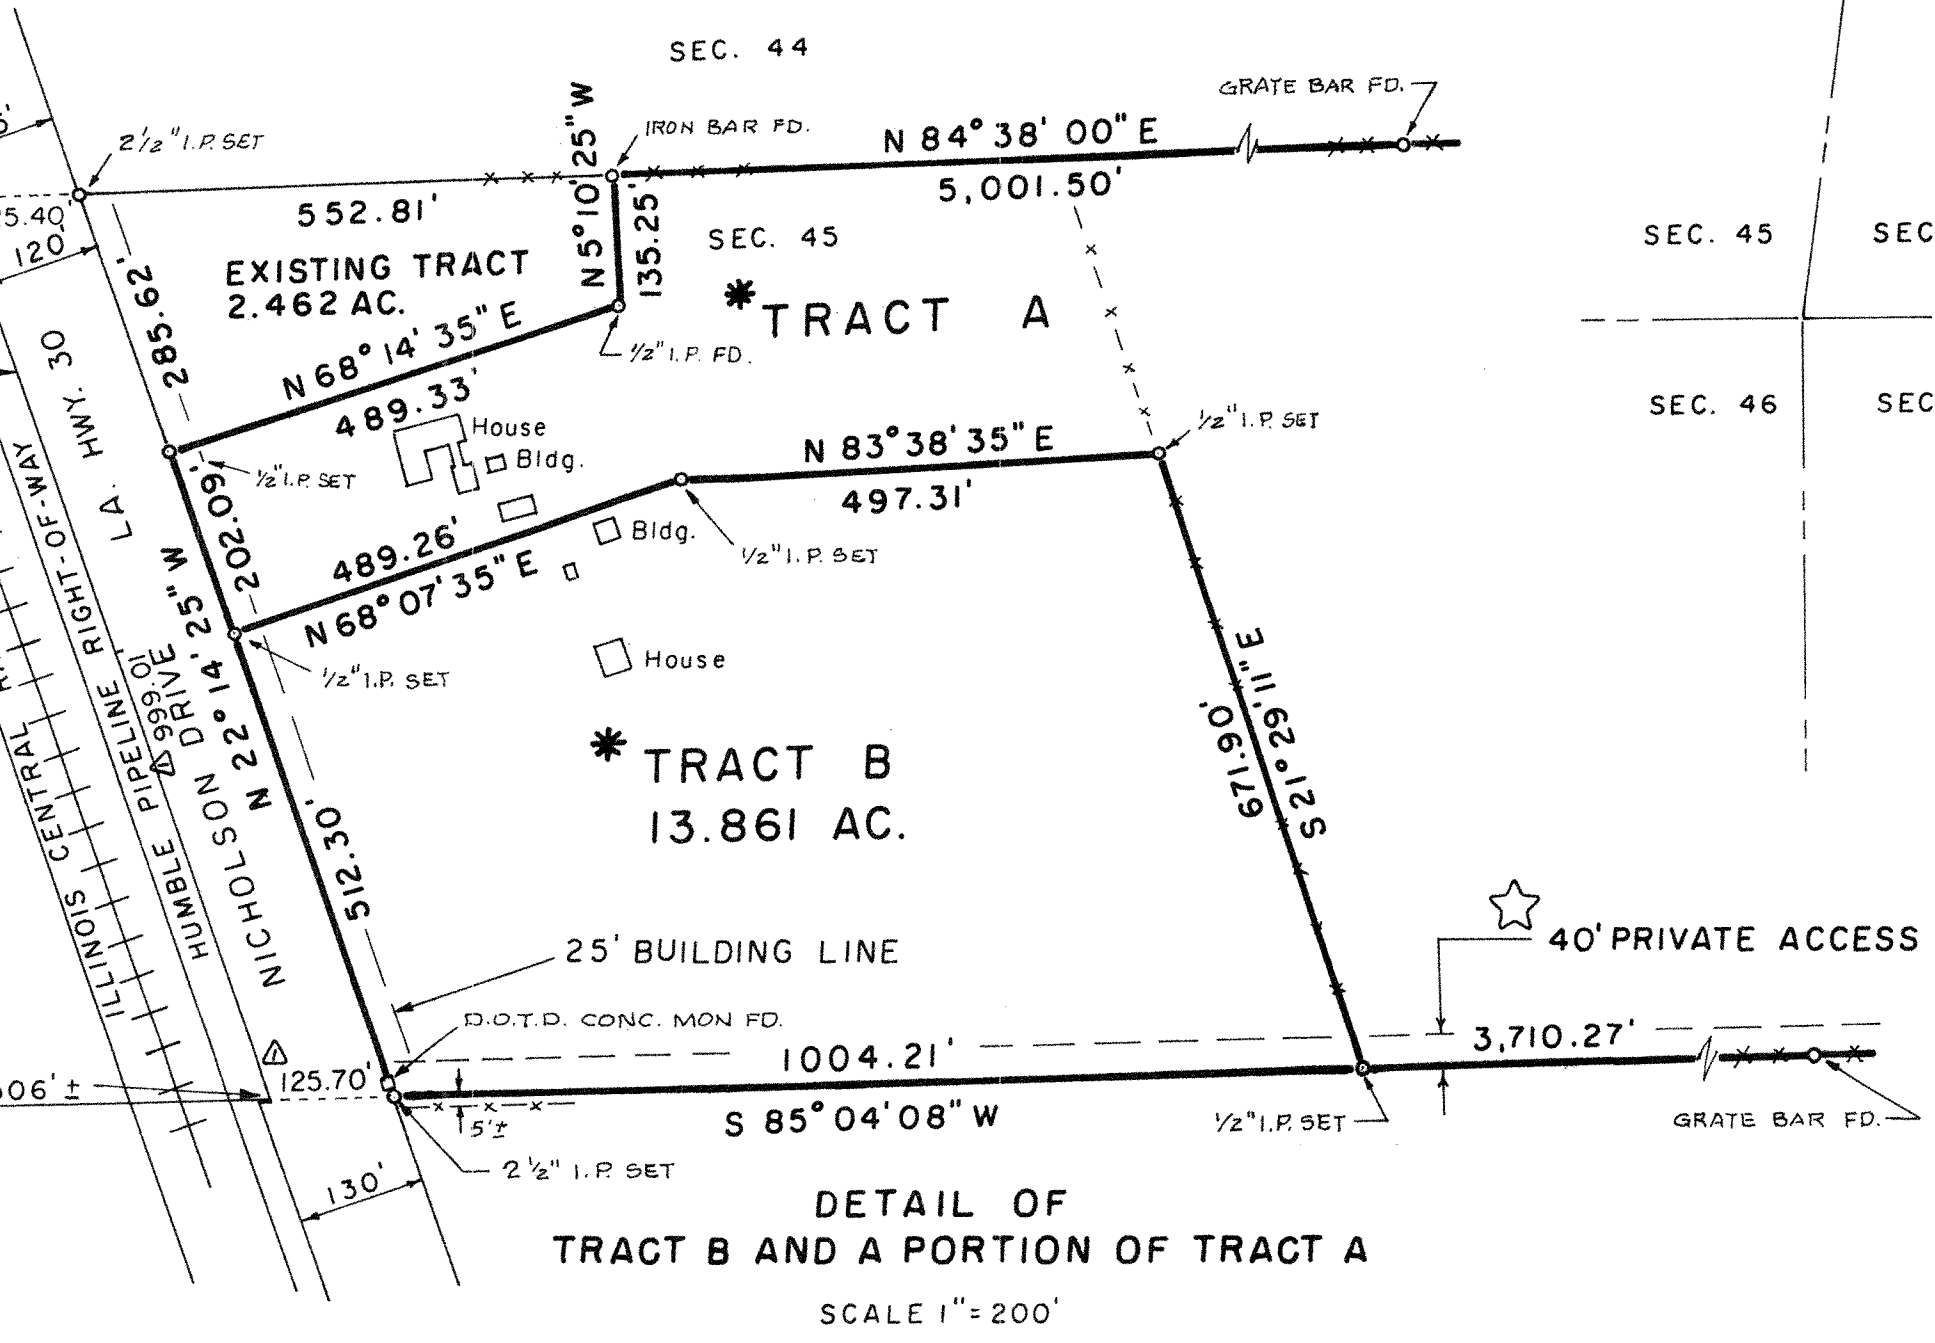 SEC. 44
GRATE BAR FD.
2 1/2" I.P. SET
IRON BAR FD.
N 84° 38' 00" E
5,001.50'
552.81'
N 5° 10' 25" W
135.25'
SEC. 45
SEC. 45
SEC
5.40'
120'
EXISTING TRACT
2.462 AC.
285.62'
* TRACT A
N 68° 14' 35" E
489.33'
1/2" I.P. FD.
SEC. 46
SEC
LA. HWY. 30
House
Bldg.
1/2" I.P. SET
N 83° 38' 35" E
497.31'
1/2" I.P. SET
202.09'
489.26'
N 68° 07' 35" E
Bldg.
1/2" I.P. SET
1/2" I.P. SET
House
N 22° 14' 25" W
999.01'
NICHOLSON DRIVE
HUMBLE PIPELINE RIGHT-OF-WAY
ILLINOIS CENTRAL
* TRACT B
13.861 AC.
671.90'
S 21° 29' 11" E
512.30'
25' BUILDING LINE
40' PRIVATE ACCESS
D.O.T.D. CONC. MON FD.
1004.21'
3,710.27'
1
06' ±
125.70'
5'±
S 85° 04' 08" W
1/2" I.P. SET
GRATE BAR FD.
2 1/2" I.P. SET
130'
DETAIL OF
TRACT B AND A PORTION OF TRACT A
SCALE 1" = 200'